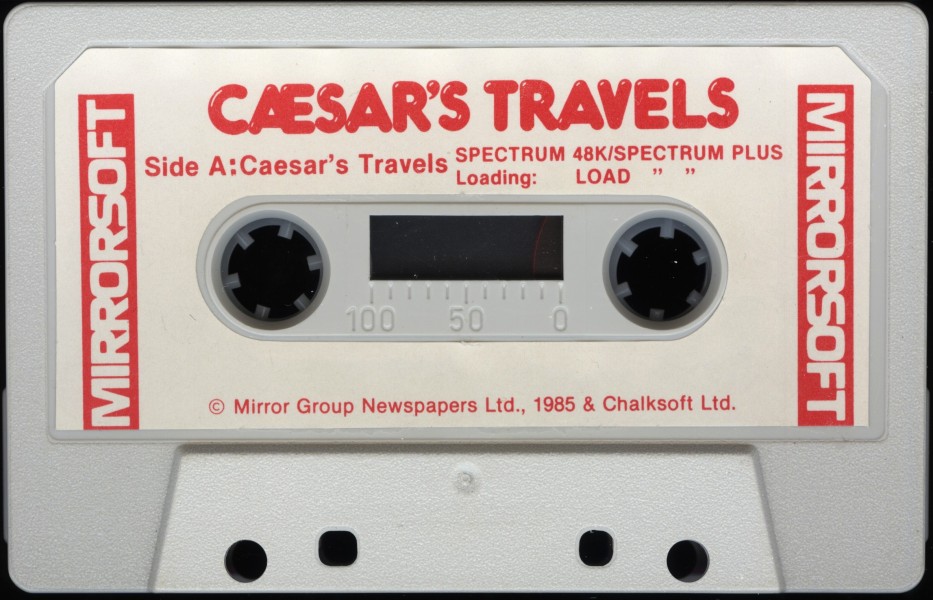 CÆSAR'S TRAVELS
MIRRORSOFT
Side A:Caesar's Travels
SPECTRUM 48K/SPECTRUM PLUS
Loading: LOAD " "
MIRRORSOFT
100 50 0
© Mirror Group Newspapers Ltd., 1985 & Chalksoft Ltd.